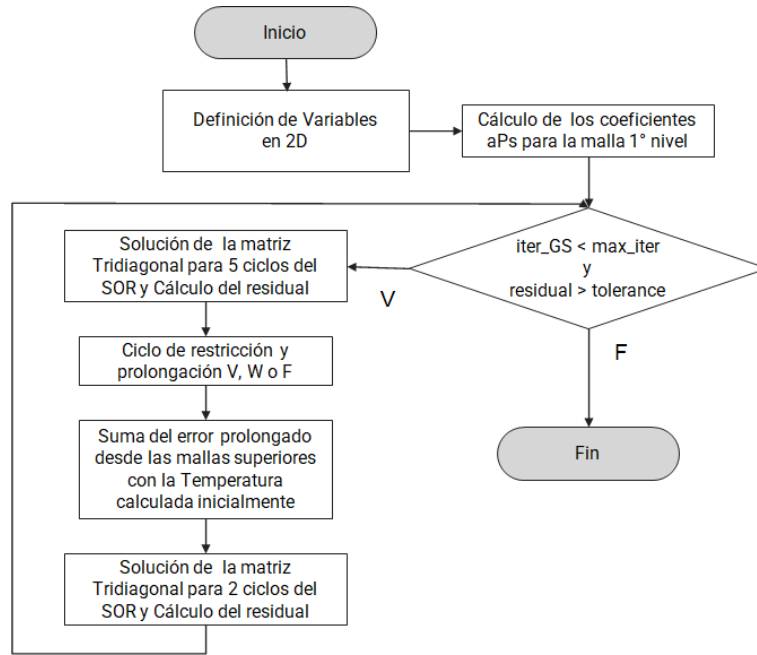 Inicio
Definición de Variables
en 2D
Cálculo de los coeficientes
aPs para la malla 1° nivel
iter_GS < max_iter
y
residual > tolerance
V
F
Solución de la matriz
Tridiagonal para 5 ciclos del
SOR y Cálculo del residual
Ciclo de restricción y
prolongación V, W o F
Suma del error prolongado
desde las mallas superiores
con la Temperatura
calculada inicialmente
Solución de la matriz
Tridiagonal para 2 ciclos del
SOR y Cálculo del residual
Fin